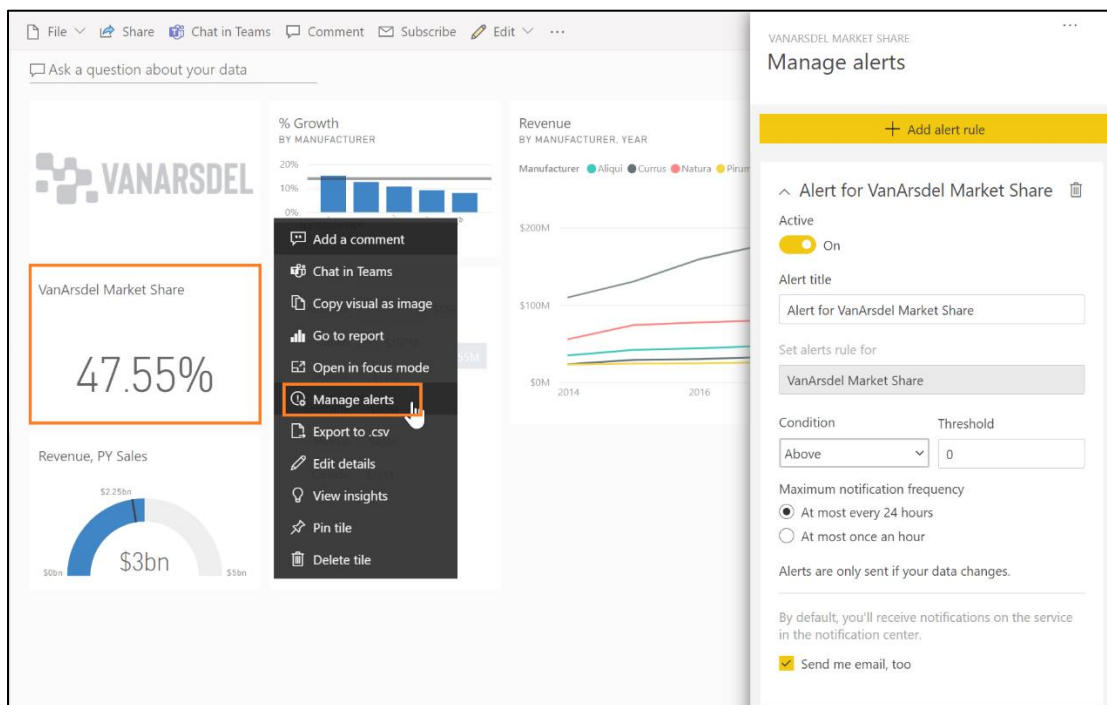 File
Share
Chat in Teams
Comment
Subscribe
Edit
...
Ask a question about your data
VANARSDEL
% Growth
BY MANUFACTURER
20%
10%
0%
Revenue
BY MANUFACTURER, YEAR
Manufacturer Aliqui Currus Natura Pirum
$200M
$100M
$0M
2014
2016
VanArsdel Market Share
47.55%
Revenue, PY Sales
$2.25bn
$3bn
$0bn
$5bn
Add a comment
Chat in Teams
Copy visual as image
Go to report
Open in focus mode
Manage alerts
Export to .csv
Edit details
View insights
Pin tile
Delete tile
...
VANARSDEL MARKET SHARE
Manage alerts
+ Add alert rule
Alert for VanArsdel Market Share
Active
On
Alert title
Alert for VanArsdel Market Share
Set alerts rule for
VanArsdel Market Share
Condition
Threshold
Above
0
Maximum notification frequency
At most every 24 hours
At most once an hour
Alerts are only sent if your data changes.
By default, you'll receive notifications on the service
in the notification center.
Send me email, too